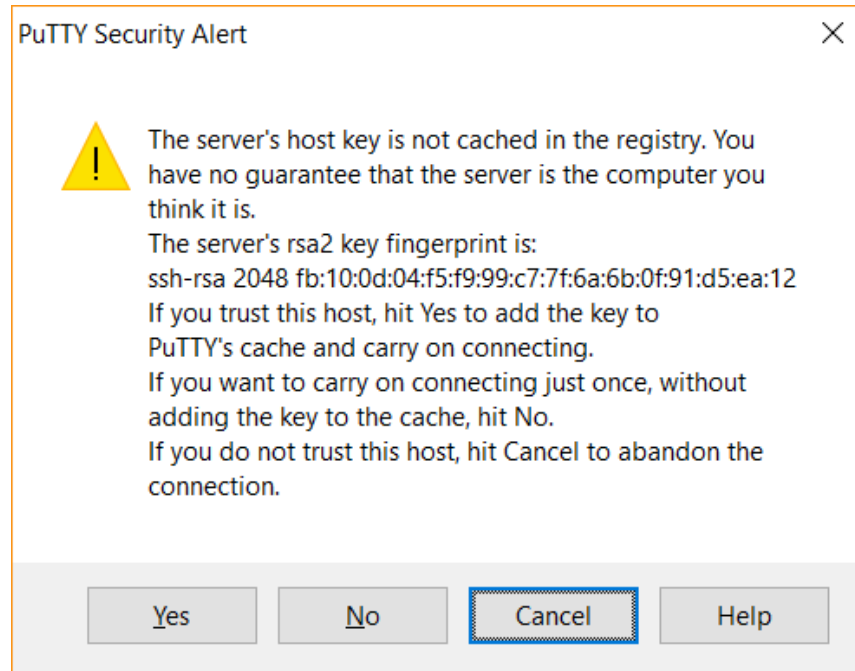 PuTTY Security Alert
The server's host key is not cached in the registry. You
have no guarantee that the server is the computer you
think it is.
The server's rsa2 key fingerprint is:
ssh-rsa 2048 fb:10:0d:04:f5:f9:99:c7:7f:6a:6b:0f:91:d5:ea:12
If you trust this host, hit Yes to add the key to
PuTTY's cache and carry on connecting.
If you want to carry on connecting just once, without
adding the key to the cache, hit No.
If you do not trust this host, hit Cancel to abandon the
connection.
Yes No Cancel Help